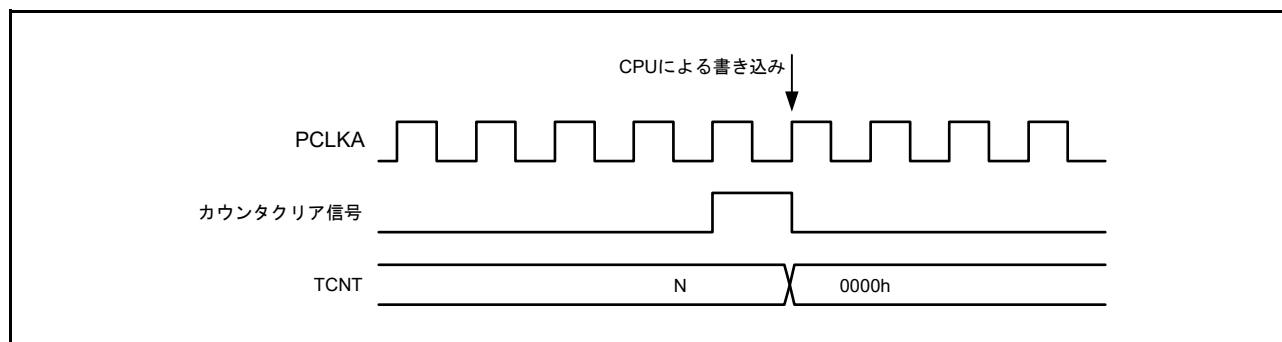 CPUによる書き込み
PCLKA
カウンタクリア信号
TCNT
N
0000h